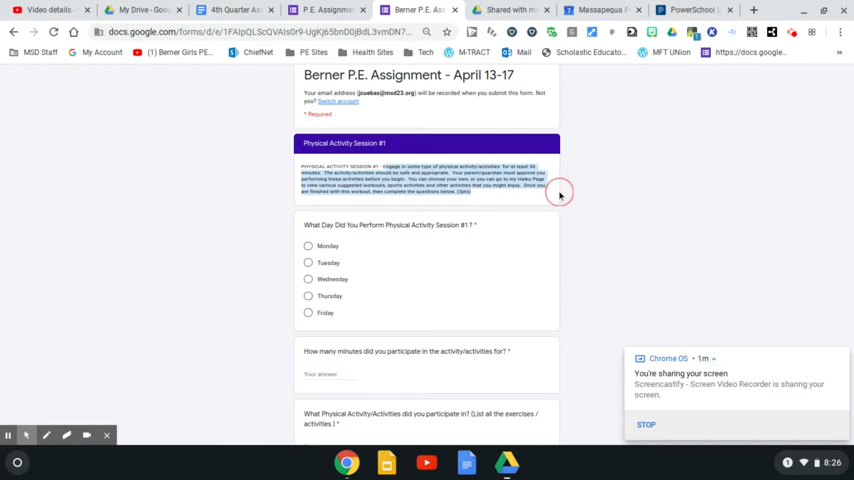 Video details -
My Drive - Goog
4th Quarter Ass
P.E. Assignmen
Berner P.E. Assi
Shared with me
Massapequa P
PowerSchool L
docs.google.com/forms/d/e/1FAIpQLScQVAIs0r9-UgKj65bnD0jBdL3vmDN7...
MSD Staff
My Account
(1) Berner Girls PE...
ChiefNet
PE Sites
Health Sites
Tech
M-TRACT
Mail
Scholastic Educato...
MFT UNion
https://docs.google...
Berner P.E. Assignment - April 13-17
Your email address (jcuebas@msd23.org) will be recorded when you submit this form. Not
you? Switch account
* Required
Physical Activity Session #1
PHYSICAL ACTIVITY SESSION #1 - Engage in some type of physical activity/activities for at least 30
minutes. The activity/activities should be safe and appropriate. Your parent/guardian must approve you
performing these activities before you begin. You can choose your own, or you can go to my Haiku Page
to view various suggested workouts, sports activities and other activities that you might enjoy. Once you
are finished with this workout, then complete the questions below. (3pts)
What Day Did You Perform Physical Activity Session #1? *
Monday
Tuesday
Wednesday
Thursday
Friday
How many minutes did you participate in the activity/activities for? *
Your answer
What Physical Activity/Activities did you participate in? (List all the exercises /
activities ) *
Chrome OS • 1m
You're sharing your screen
Screencastify - Screen Video Recorder is sharing your
screen.
STOP
1
8:26